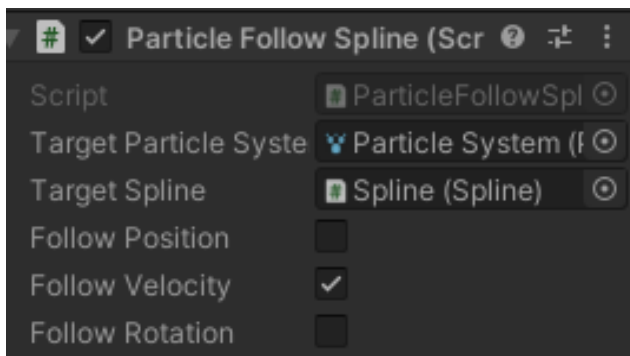 Particle Follow Spline (Scr
Script ParticleFollowSpl
Target Particle Syste Particle System (F
Target Spline Spline (Spline)
Follow Position
Follow Velocity
Follow Rotation